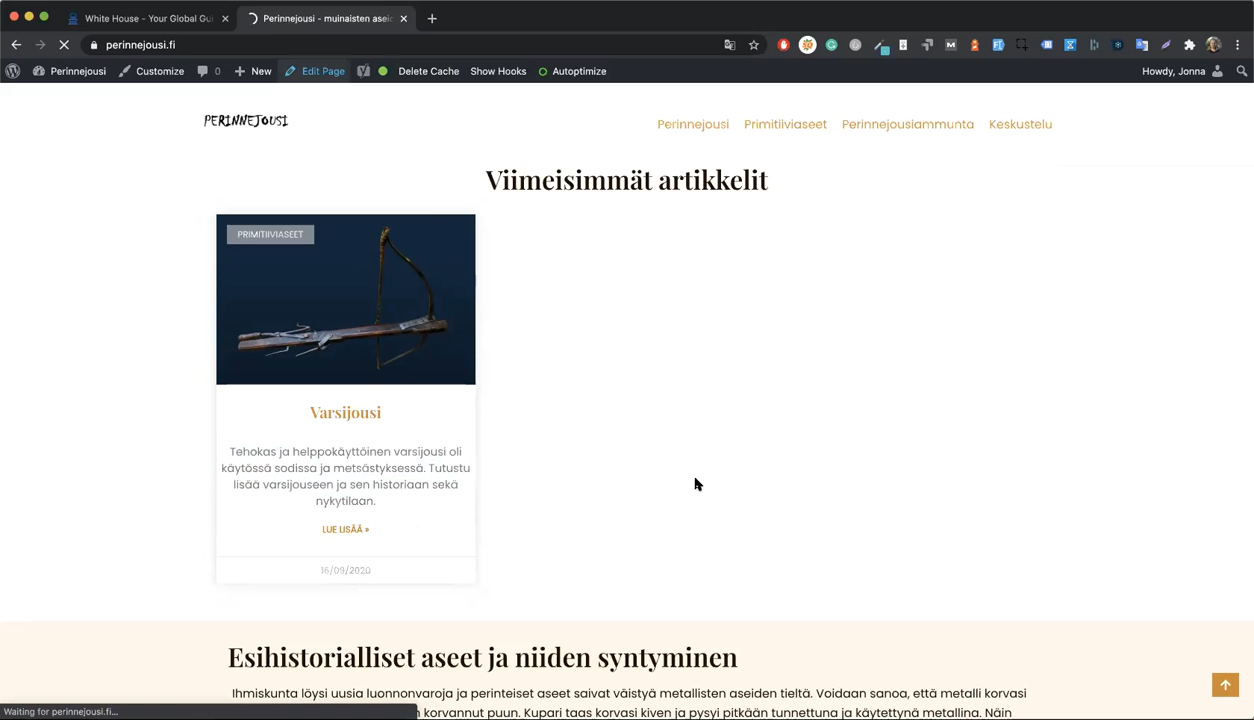 White House - Your Global Gui
Perinnejousi - muinaisten asei
perinnejousi.fi
Perinnejousi Customize 0 New Edit Page Delete Cache Show Hooks Autoptimize Howdy, Jonna
PERINNEJOUSI
Perinnejousi Primitiiviaseet Perinnejousiammunta Keskustelu
Viimeisimmät artikkelit
PRIMITIIVIASEET
Varsijousi
Tehokas ja helppokäyttöinen varsijousi oli
käytössä sodissa ja metsästyksessä. Tutustu
lisää varsijouseen ja sen historiaan sekä
nykytilaan.
LUE LISÄÄ »
16/09/2020
Esihistorialliset aseet ja niiden syntyminen
Ihmiskunta löysi uusia luonnonvaroja ja perinteiset aseet saivat väistyä metallisten aseiden tieltä. Voidaan sanoa, että metalli korvasi
korvannut puun. Kupari taas korvasi kiven ja pysyi pitkään tunnettuna ja käytettynä metallina. Näin
Waiting for perinnejousi.fi...